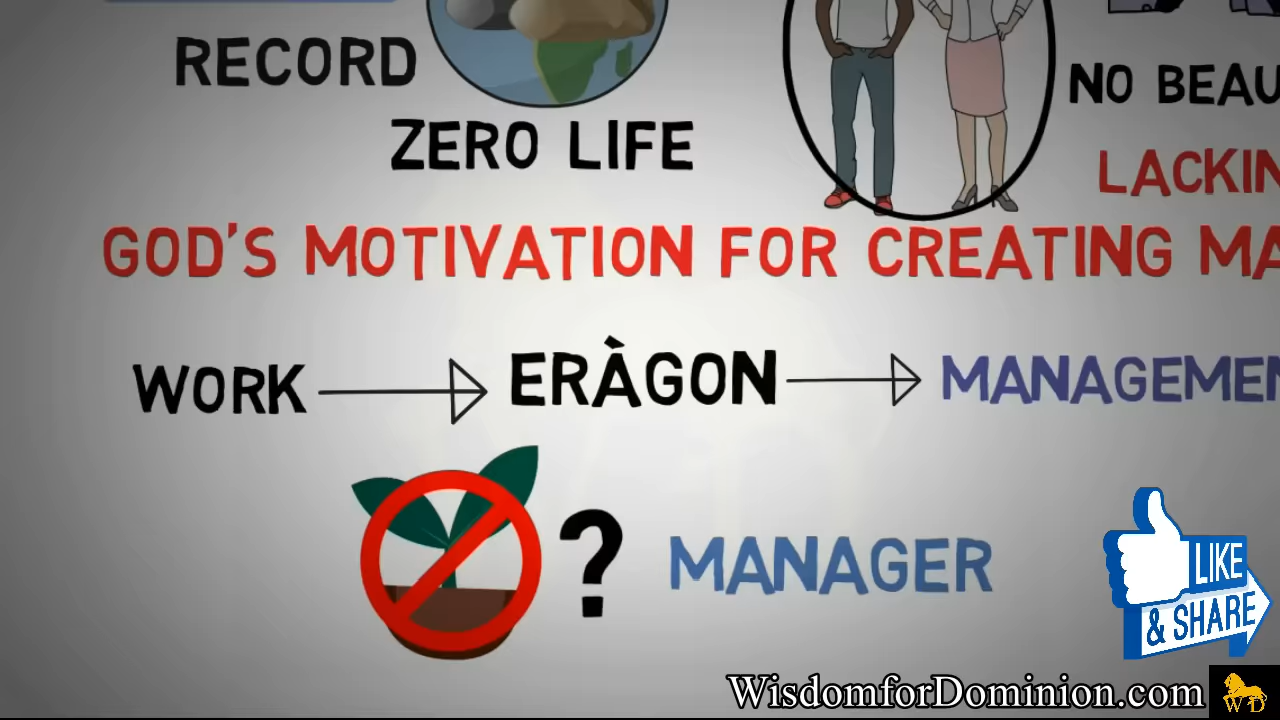 RECORD
ZERO LIFE
NO BEAU
LACKIN
GOD'S MOTIVATION FOR CREATING MA
WORK
ERÀGON
MANAGEMEN
?
MANAGER
LIKE
& SHARE
WisdomforDominion.com
WD